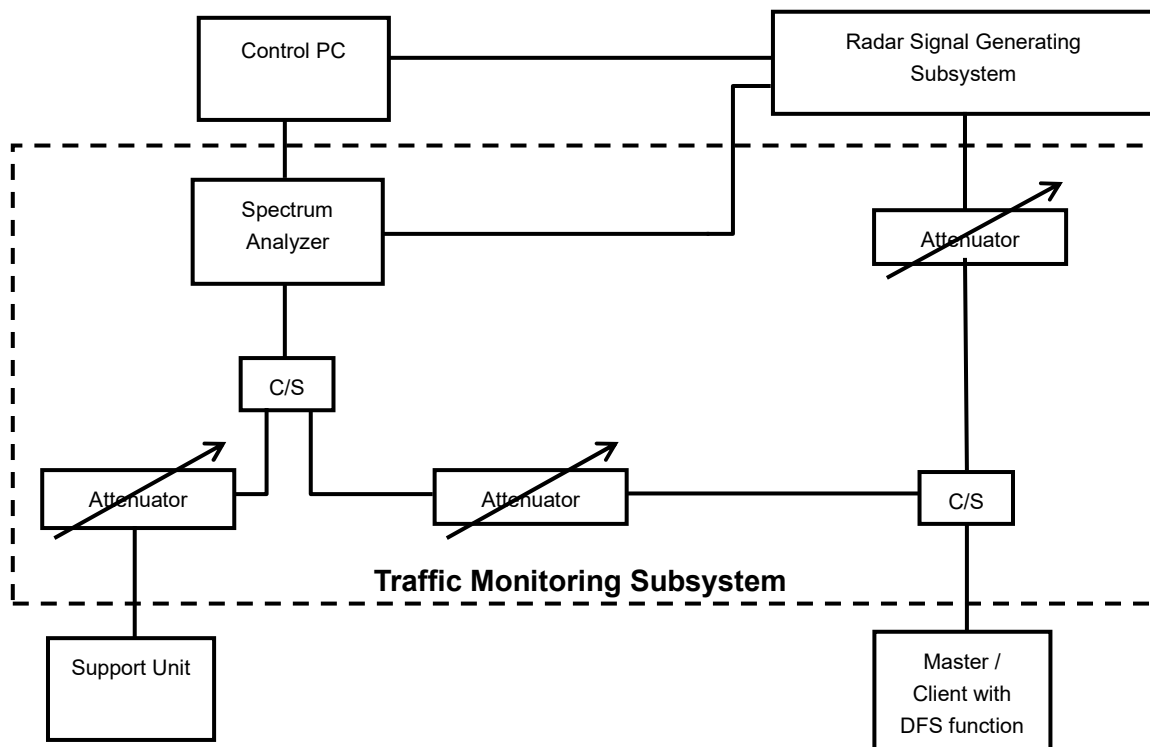 Control PC
Radar Signal Generating
Subsystem
Spectrum
Analyzer
Attenuator
C/S
Attenuator
Attenuator
C/S
Traffic Monitoring Subsystem
Support Unit
Master /
Client with
DFS function